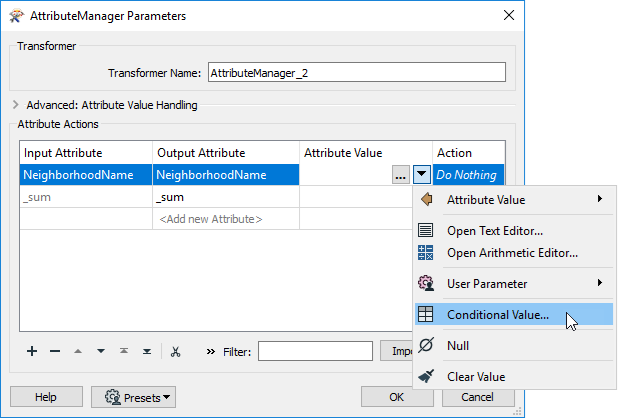 AttributeManager Parameters
Transformer
Transformer Name: AttributeManager_2
Advanced: Attribute Value Handling
Attribute Actions
Input Attribute Output Attribute Attribute Value Action
NeighborhoodName NeighborhoodName ... Do Nothing
_sum _sum
<Add new Attribute>
Attribute Value
Open Text Editor...
Open Arithmetic Editor...
User Parameter
Conditional Value...
Null
Clear Value
Filter:
Help Presets OK Cancel